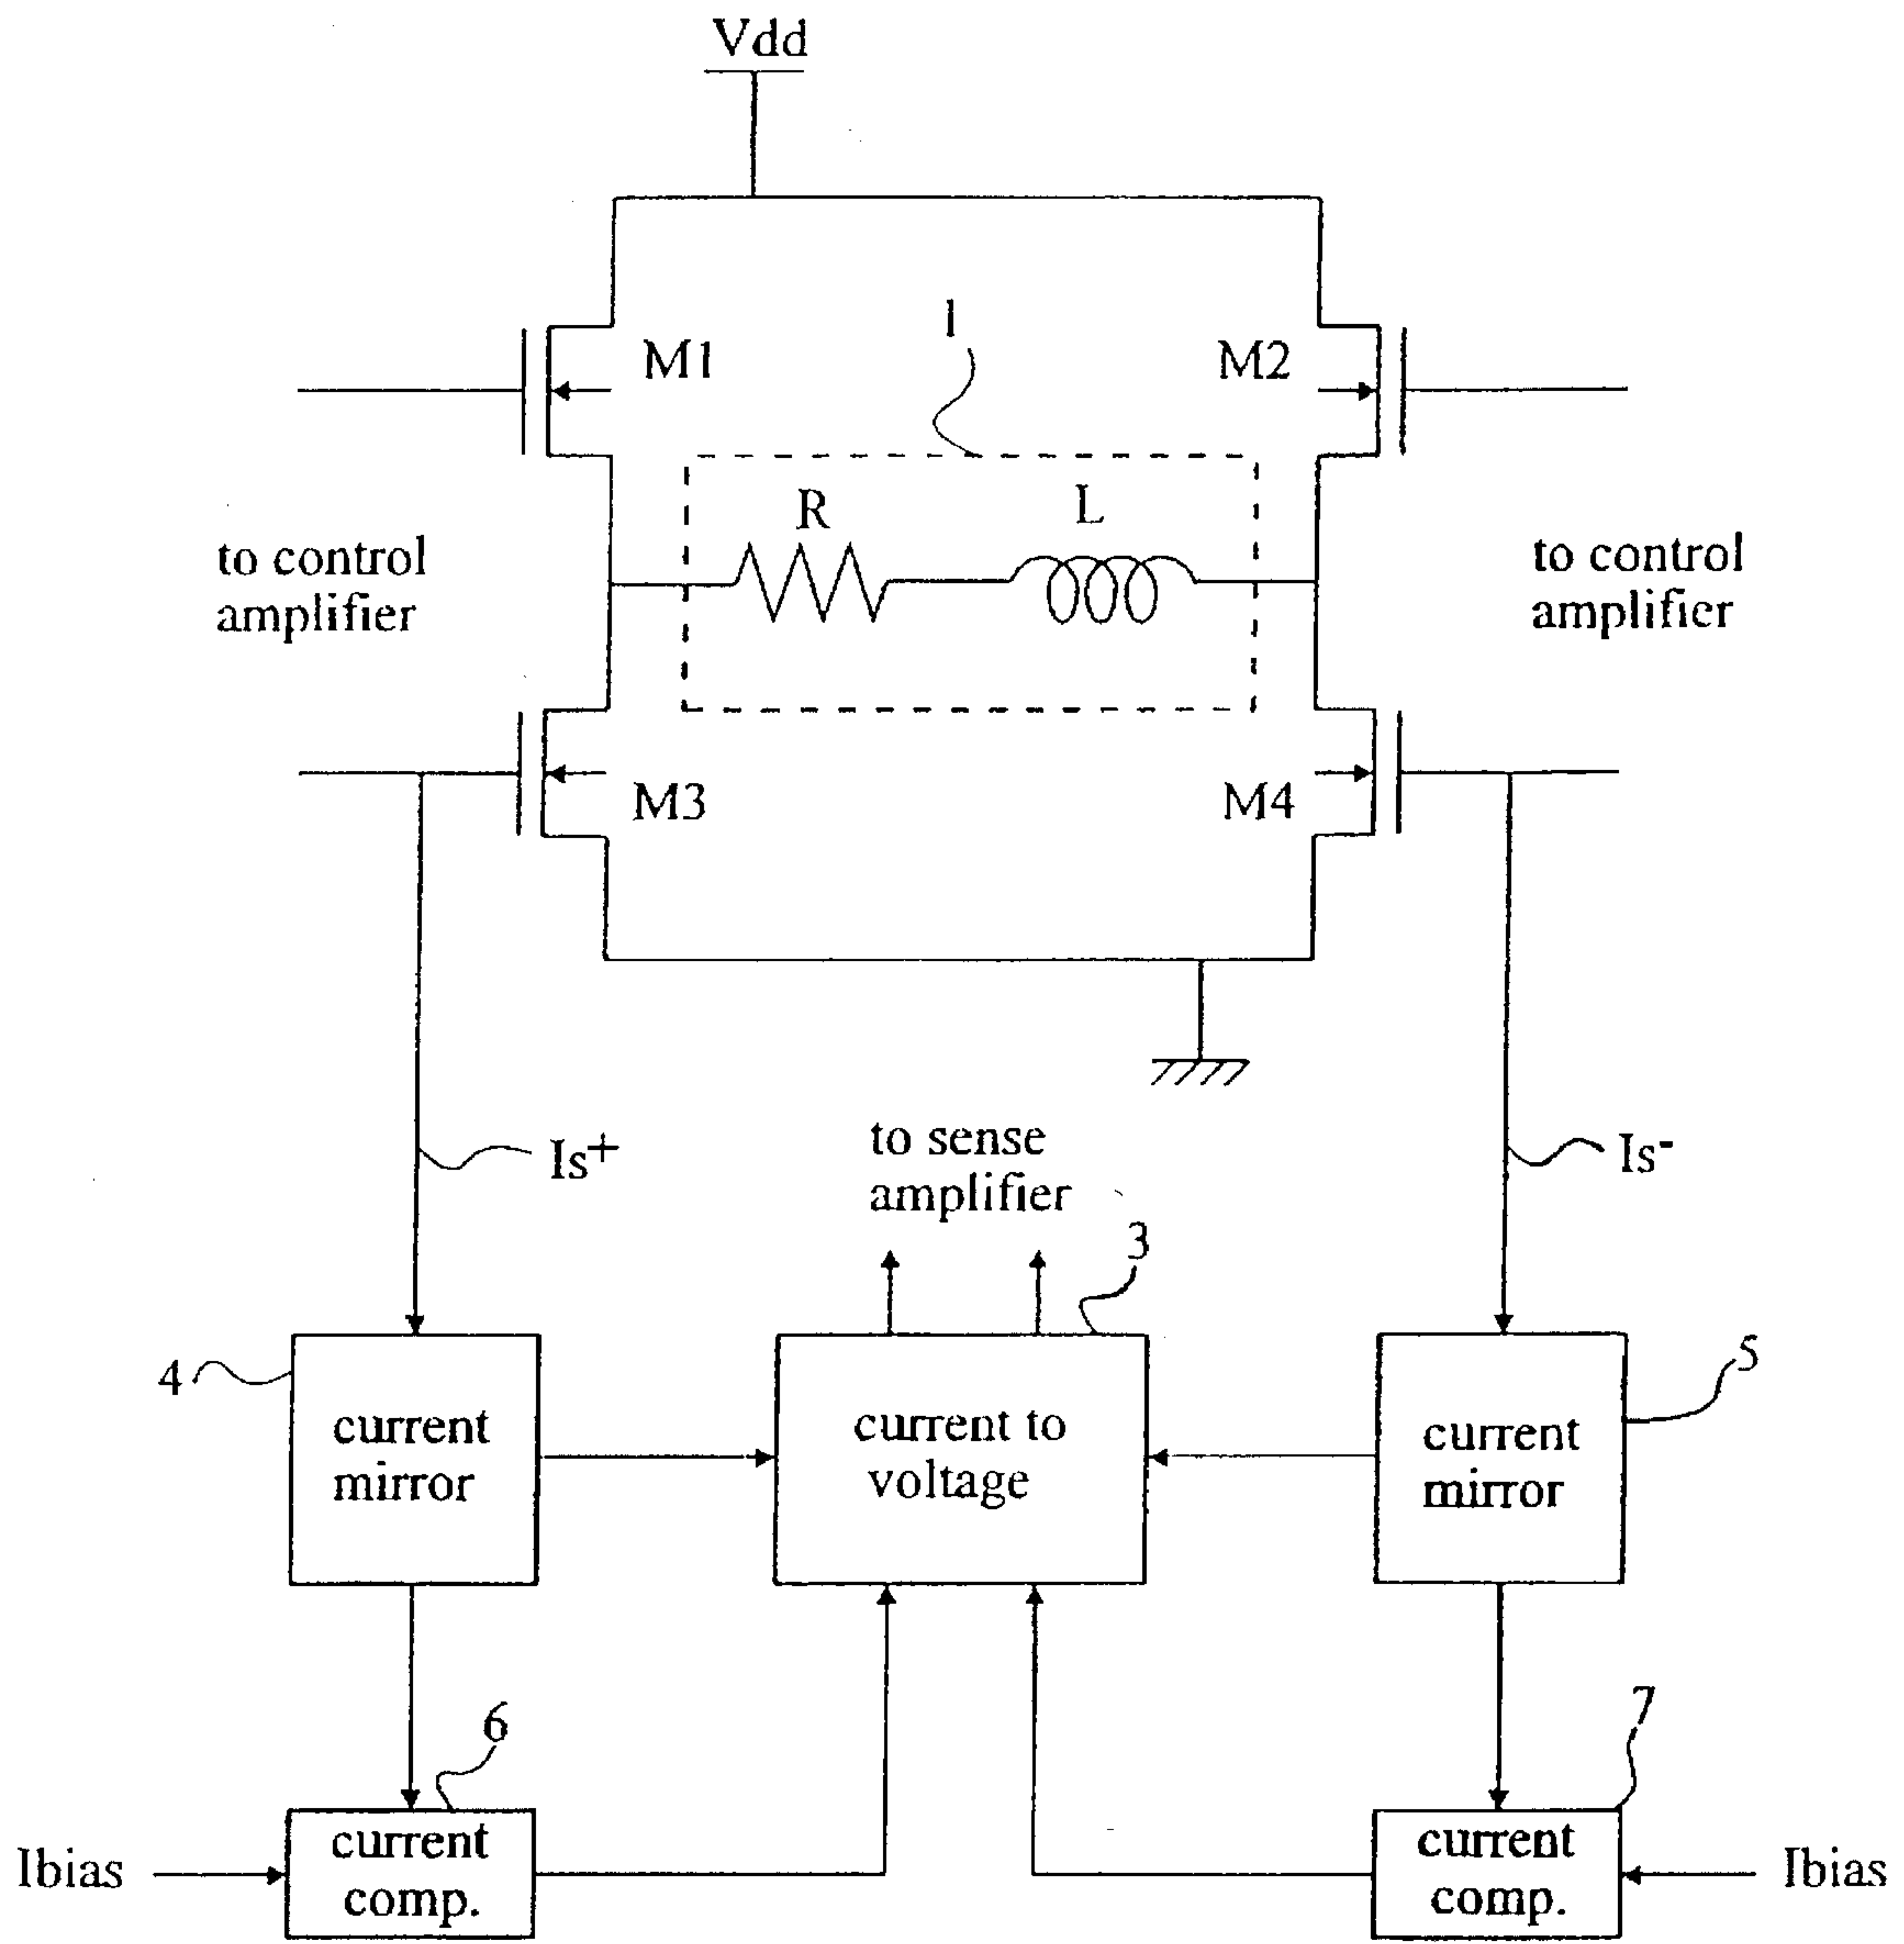 Vdd
1
M1
M2
R
L
to control
amplifier
to control
amplifier
M3
M4
Is+
to sense
amplifier
Is-
3
4
5
current
mirror
current to
voltage
current
mirror
6
7
Ibias
current
comp.
current
comp.
Ibias